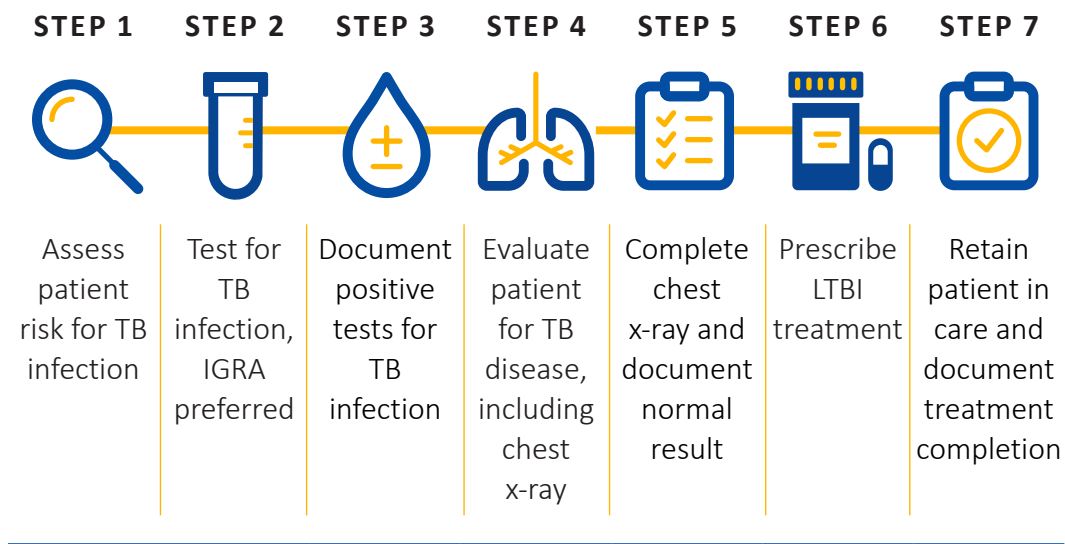 STEP 1
STEP 2
STEP 3
STEP 4
STEP 5
STEP 6
STEP 7
Assess
patient
risk for TB
infection
Test for
TB
infection,
IGRA
preferred
Document
positive
tests for
TB
infection
Evaluate
patient
for TB
disease,
including
chest
x-ray
Complete
chest
x-ray and
document
normal
result
Prescribe
LTBI
treatment
Retain
patient in
care and
document
treatment
completion